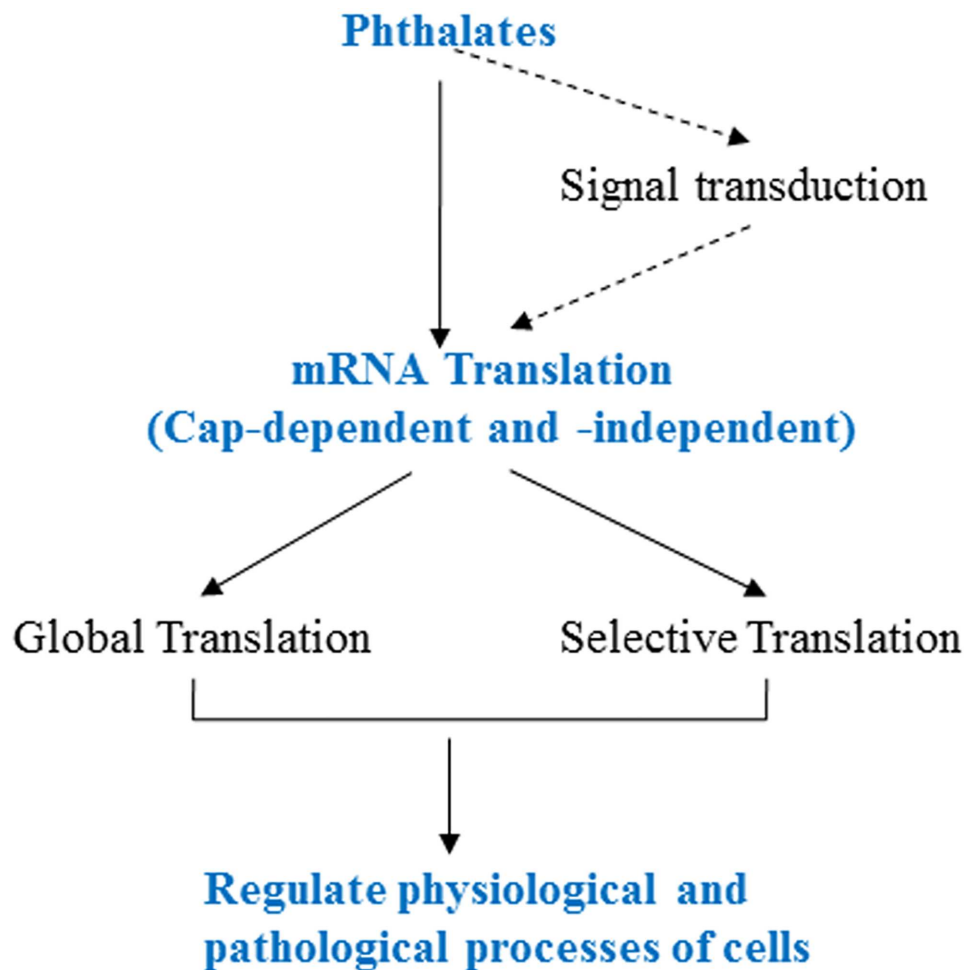 Phthalates
Signal transduction
mRNA Translation
(Cap-dependent and -independent)
Global Translation
Selective Translation
Regulate physiological and
pathological processes of cells